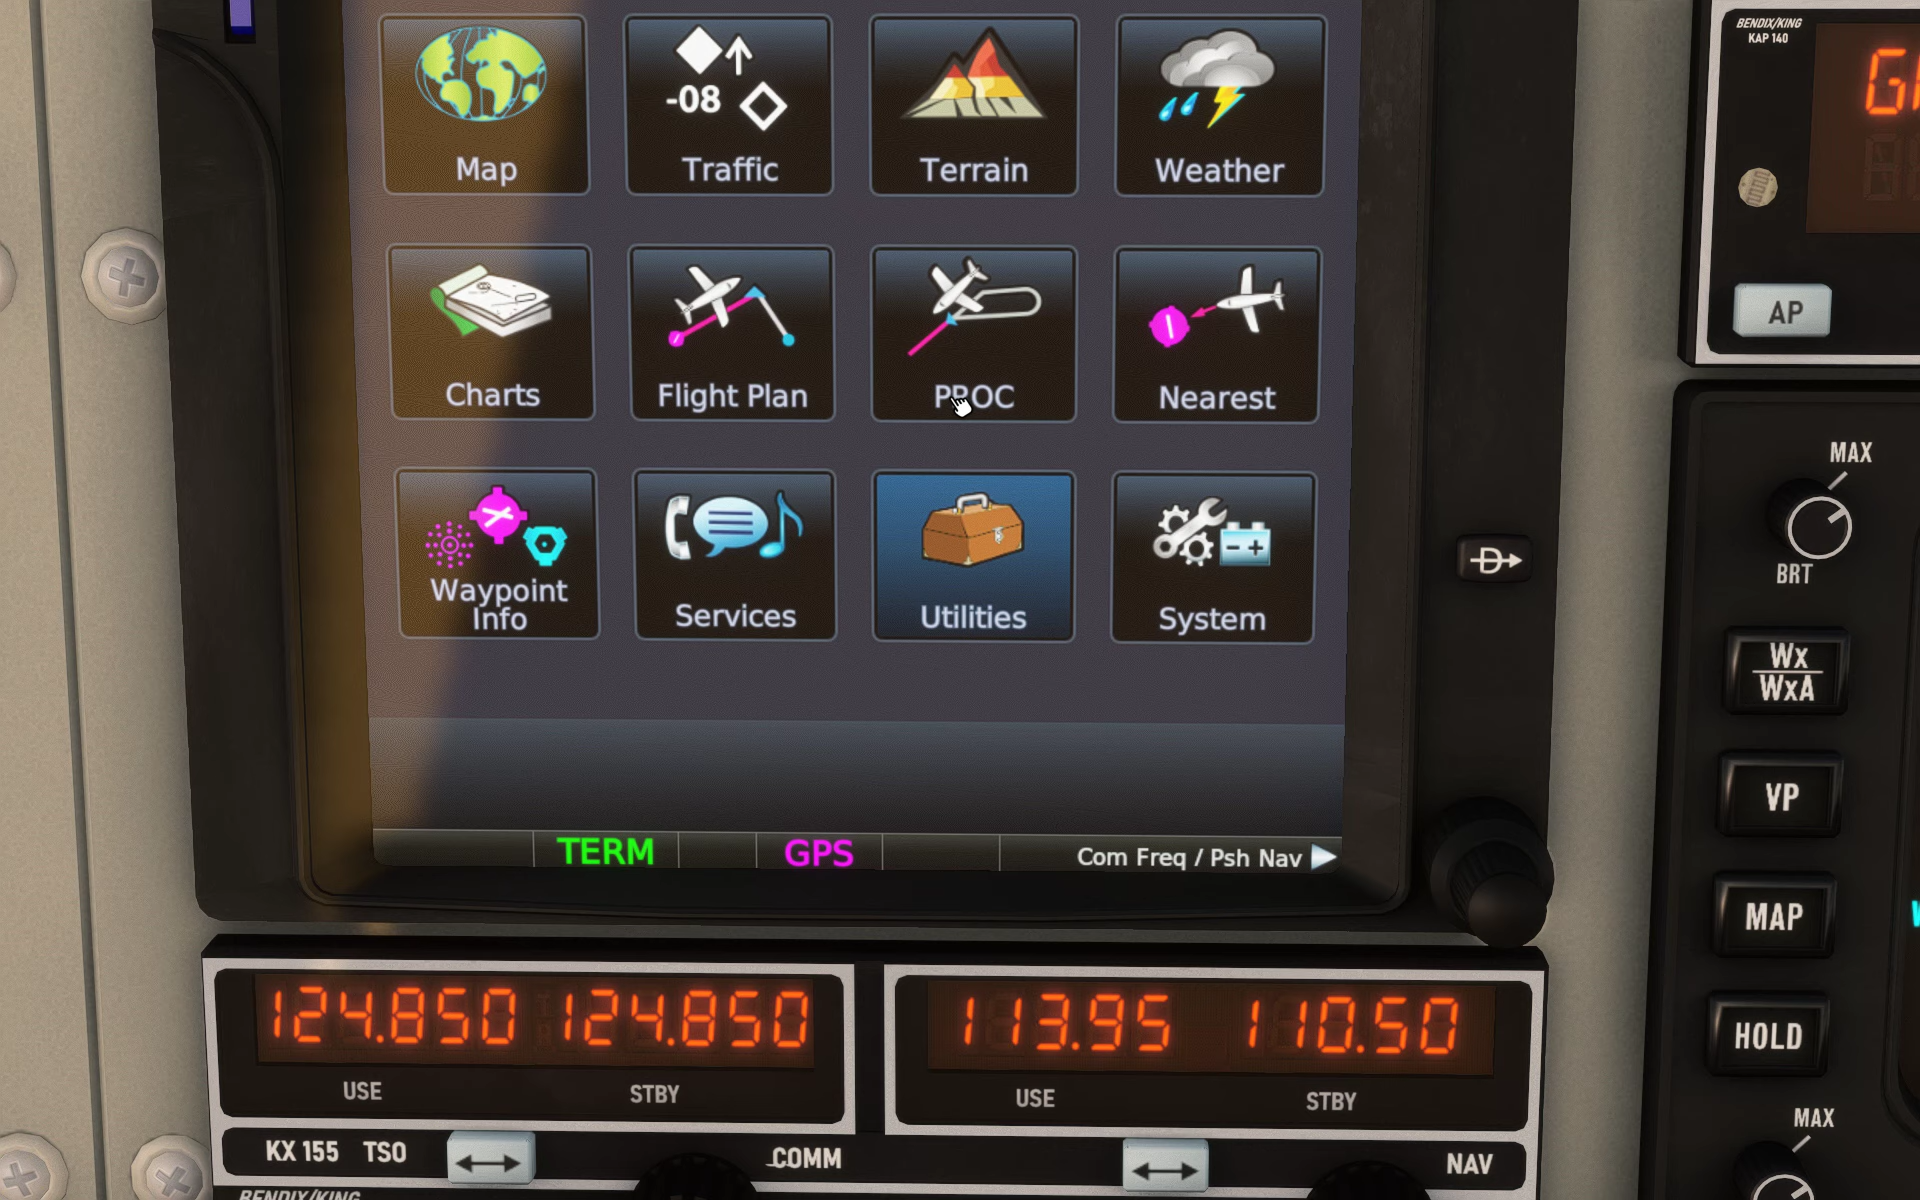 BENDIX/KING
KAP 140
-08
Map
Traffic
Terrain
Weather
AP
Charts
Flight Plan
PROC
Nearest
MAX
BRT
Waypoint
Info
Services
Utilities
System
Wx
WxA
VP
MAP
TERM
GPS
Com Freq / Psh Nav
HOLD
124.850 124.850
USE
STBY
113.95 110.50
USE
STBY
MAX
KX 155 TSO
COMM
NAV
BENDIX/KING